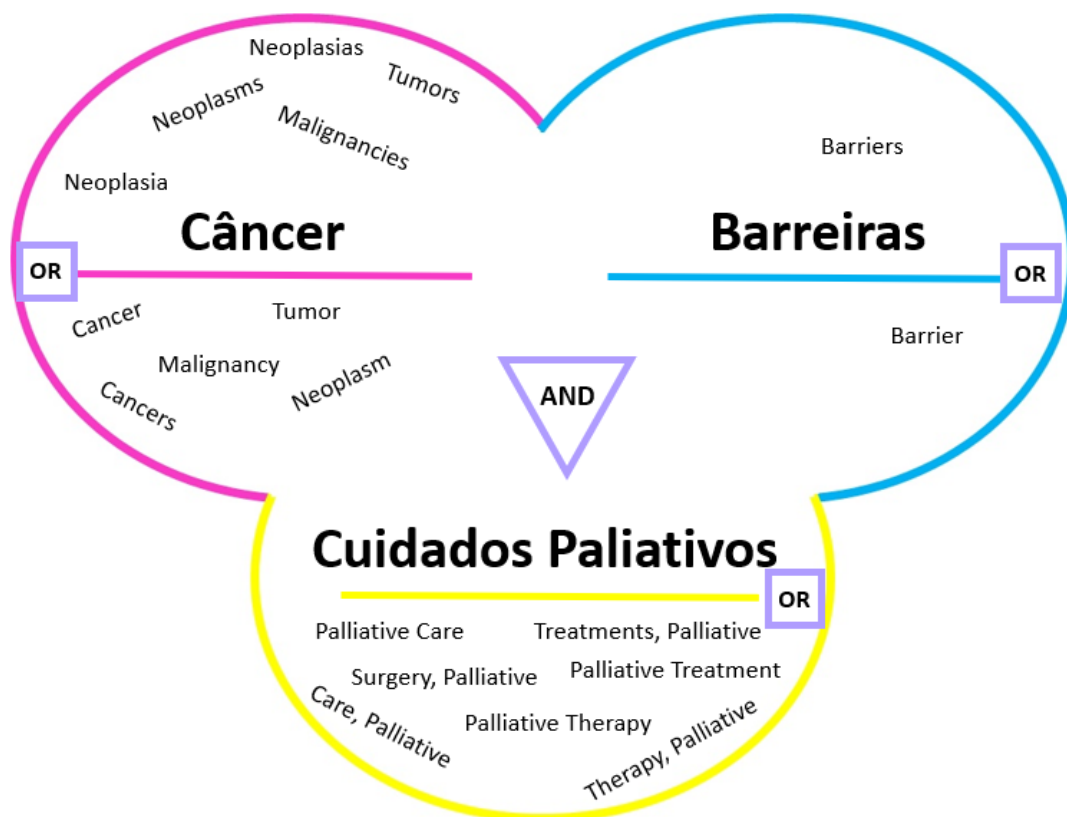 Neoplasias
Tumors
Neoplasms
Malignancies
Neoplasia
Câncer
OR
Cancer
Tumor
Malignancy
Neoplasm
Cancers
Barriers
Barreiras
OR
Barrier
AND
Cuidados Paliativos
OR
Palliative Care
Treatments, Palliative
Surgery, Palliative
Palliative Treatment
Care, Palliative
Palliative Therapy
Therapy, Palliative